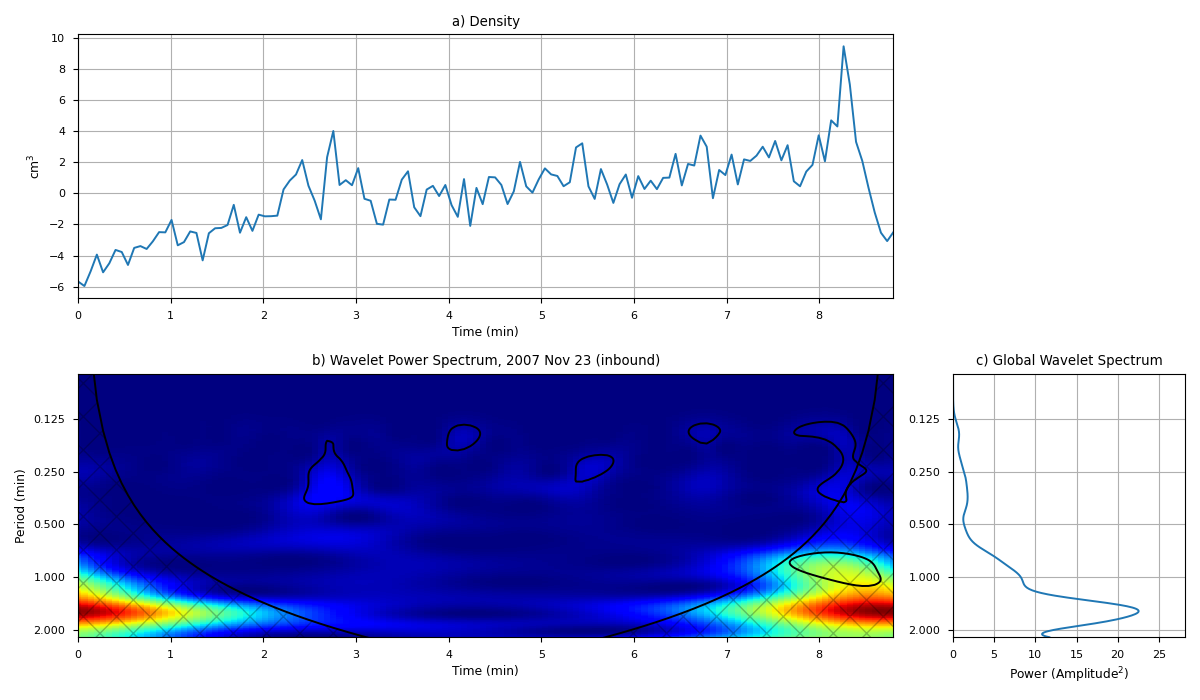 a) Density
10
8
6
4
2
0
−2
−4
−6
cm³
0 1 2 3 4 5 6 7 8
Time (min)
b) Wavelet Power Spectrum, 2007 Nov 23 (inbound)
0.125
0.250
0.500
1.000
2.000
Period (min)
0 1 2 3 4 5 6 7 8
Time (min)
c) Global Wavelet Spectrum
0.125
0.250
0.500
1.000
2.000
0 5 10 15 20 25
Power (Amplitude²)